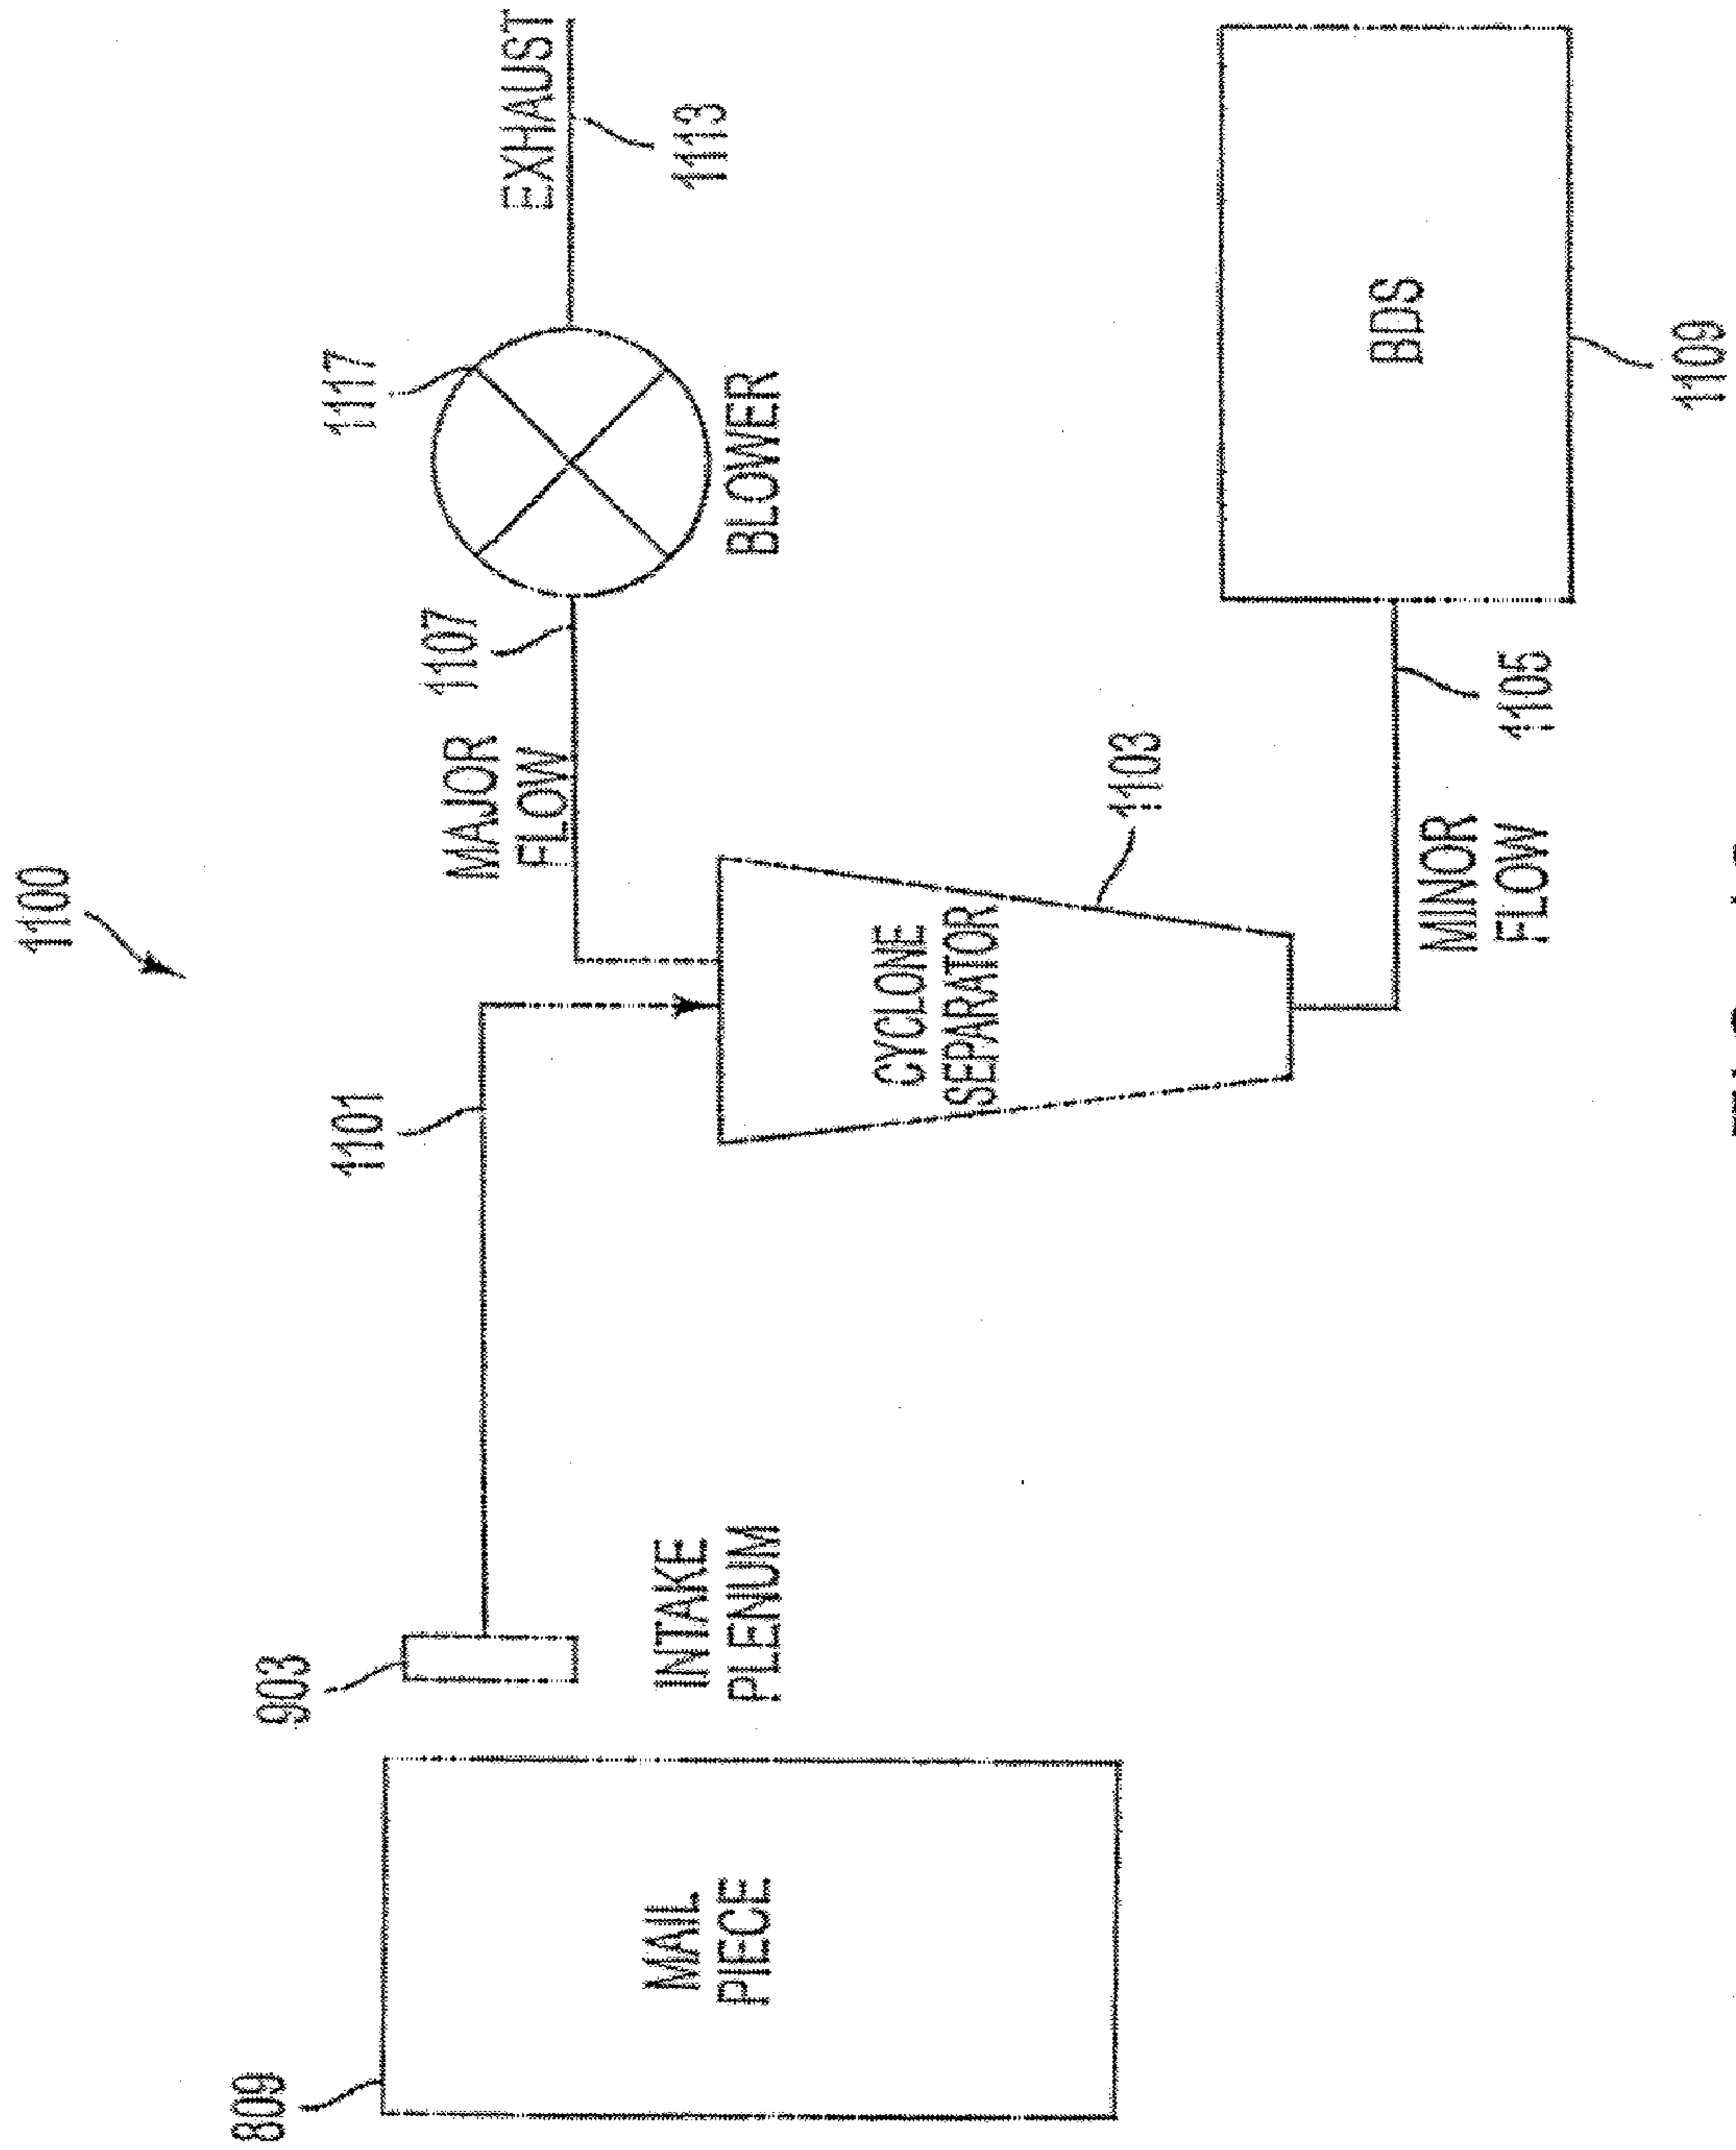 1100
809
903
1101
1117
1107
MAJOR
FLOW
EXHAUST
1113
MAIL
PIECE
INTAKE
PLENUM
BLOWER
CYCLONE
SEPARATOR
1103
BDS
MINOR
FLOW
1105
1109